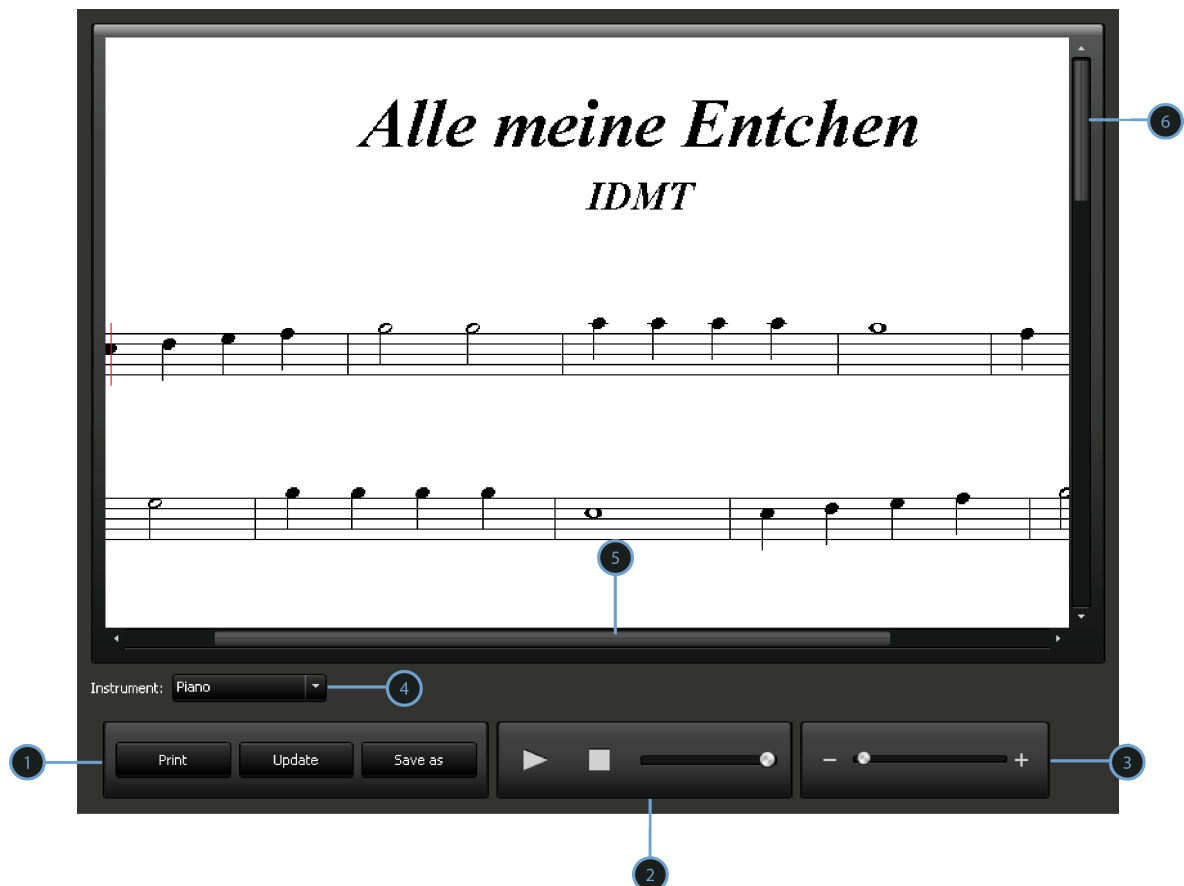 Alle meine Entchen
IDMT
6
5
Instrument: Piano
4
1
Print Update Save as
− +
3
2